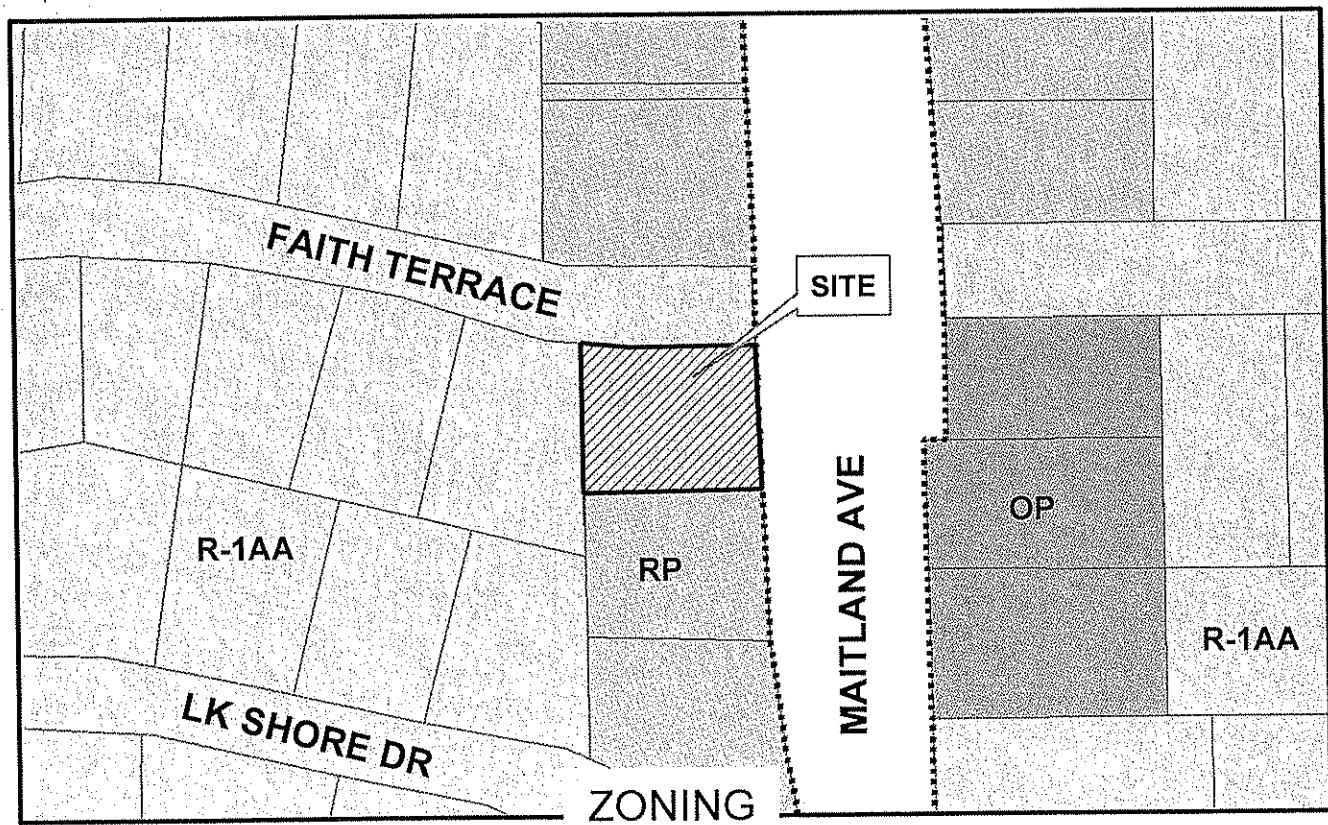 FAITH TERRACE
SITE
MAITLAND AVE
OP
R-1AA
RP
R-1AA
LK SHORE DR
ZONING